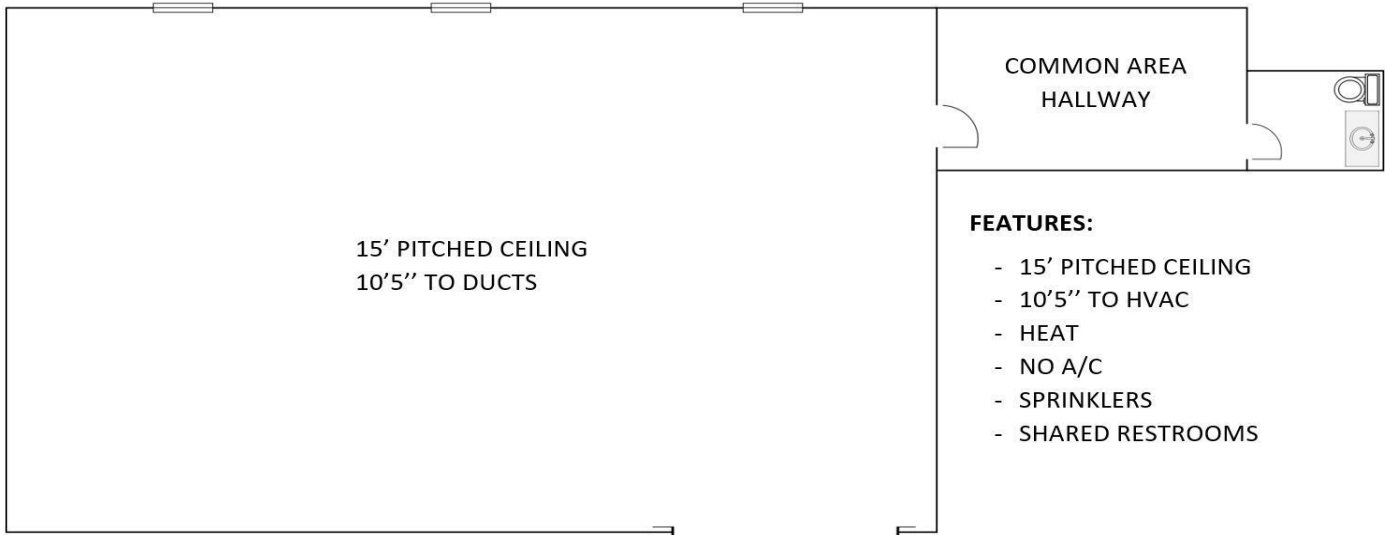 COMMON AREA
HALLWAY
15’ PITCHED CEILING
10’5’’ TO DUCTS
FEATURES:
- 15’ PITCHED CEILING
- 10’5’’ TO HVAC
- HEAT
- NO A/C
- SPRINKLERS
- SHARED RESTROOMS